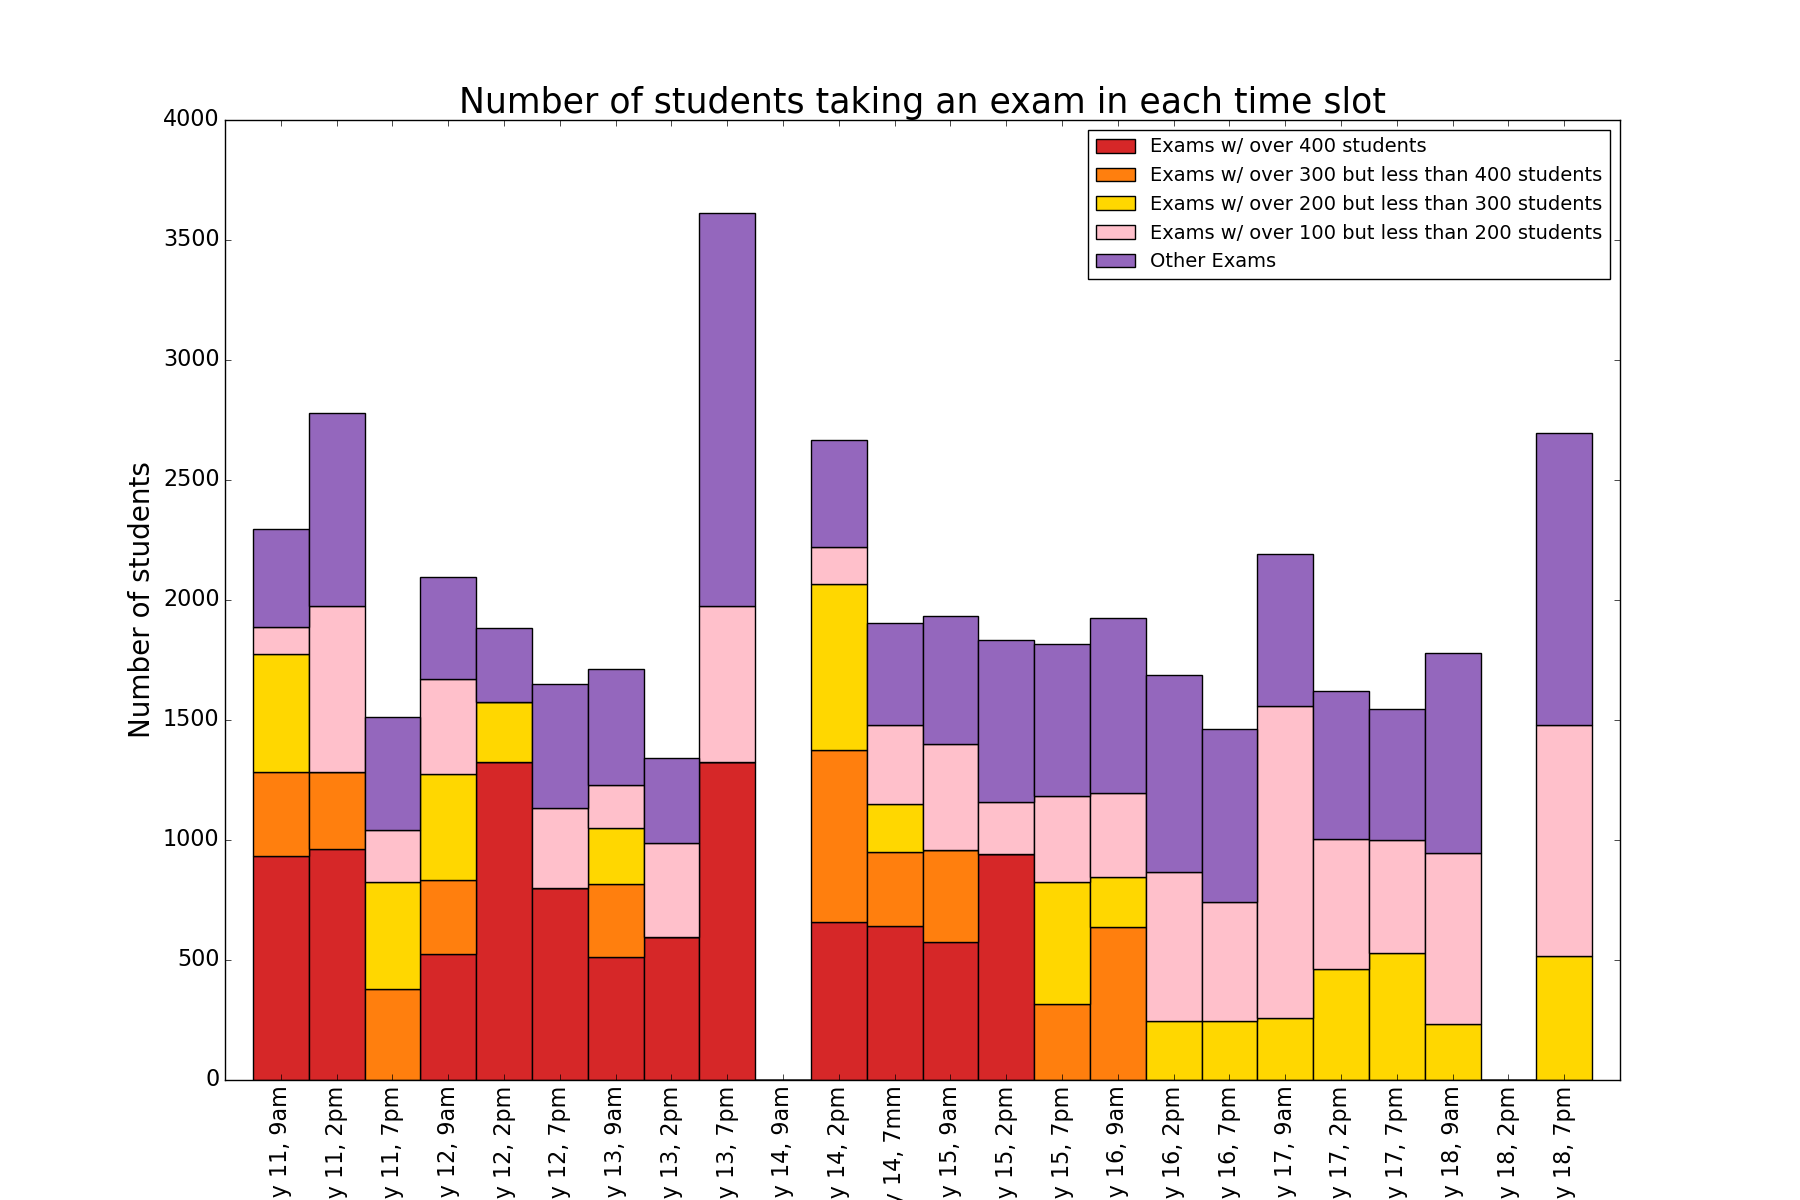 Number of students taking an exam in each time slot
Number of students
4000
3500
3000
2500
2000
1500
1000
500
0
Exams w/ over 400 students
Exams w/ over 300 but less than 400 students
Exams w/ over 200 but less than 300 students
Exams w/ over 100 but less than 200 students
Other Exams
y 11, 9am
y 11, 2pm
y 11, 7pm
y 12, 9am
y 12, 2pm
y 12, 7pm
y 13, 9am
y 13, 2pm
y 13, 7pm
y 14, 9am
y 14, 2pm
y 14, 7mm
y 15, 9am
y 15, 2pm
y 15, 7pm
y 16, 9am
y 16, 2pm
y 16, 7pm
y 17, 9am
y 17, 2pm
y 17, 7pm
y 18, 9am
y 18, 2pm
y 18, 7pm